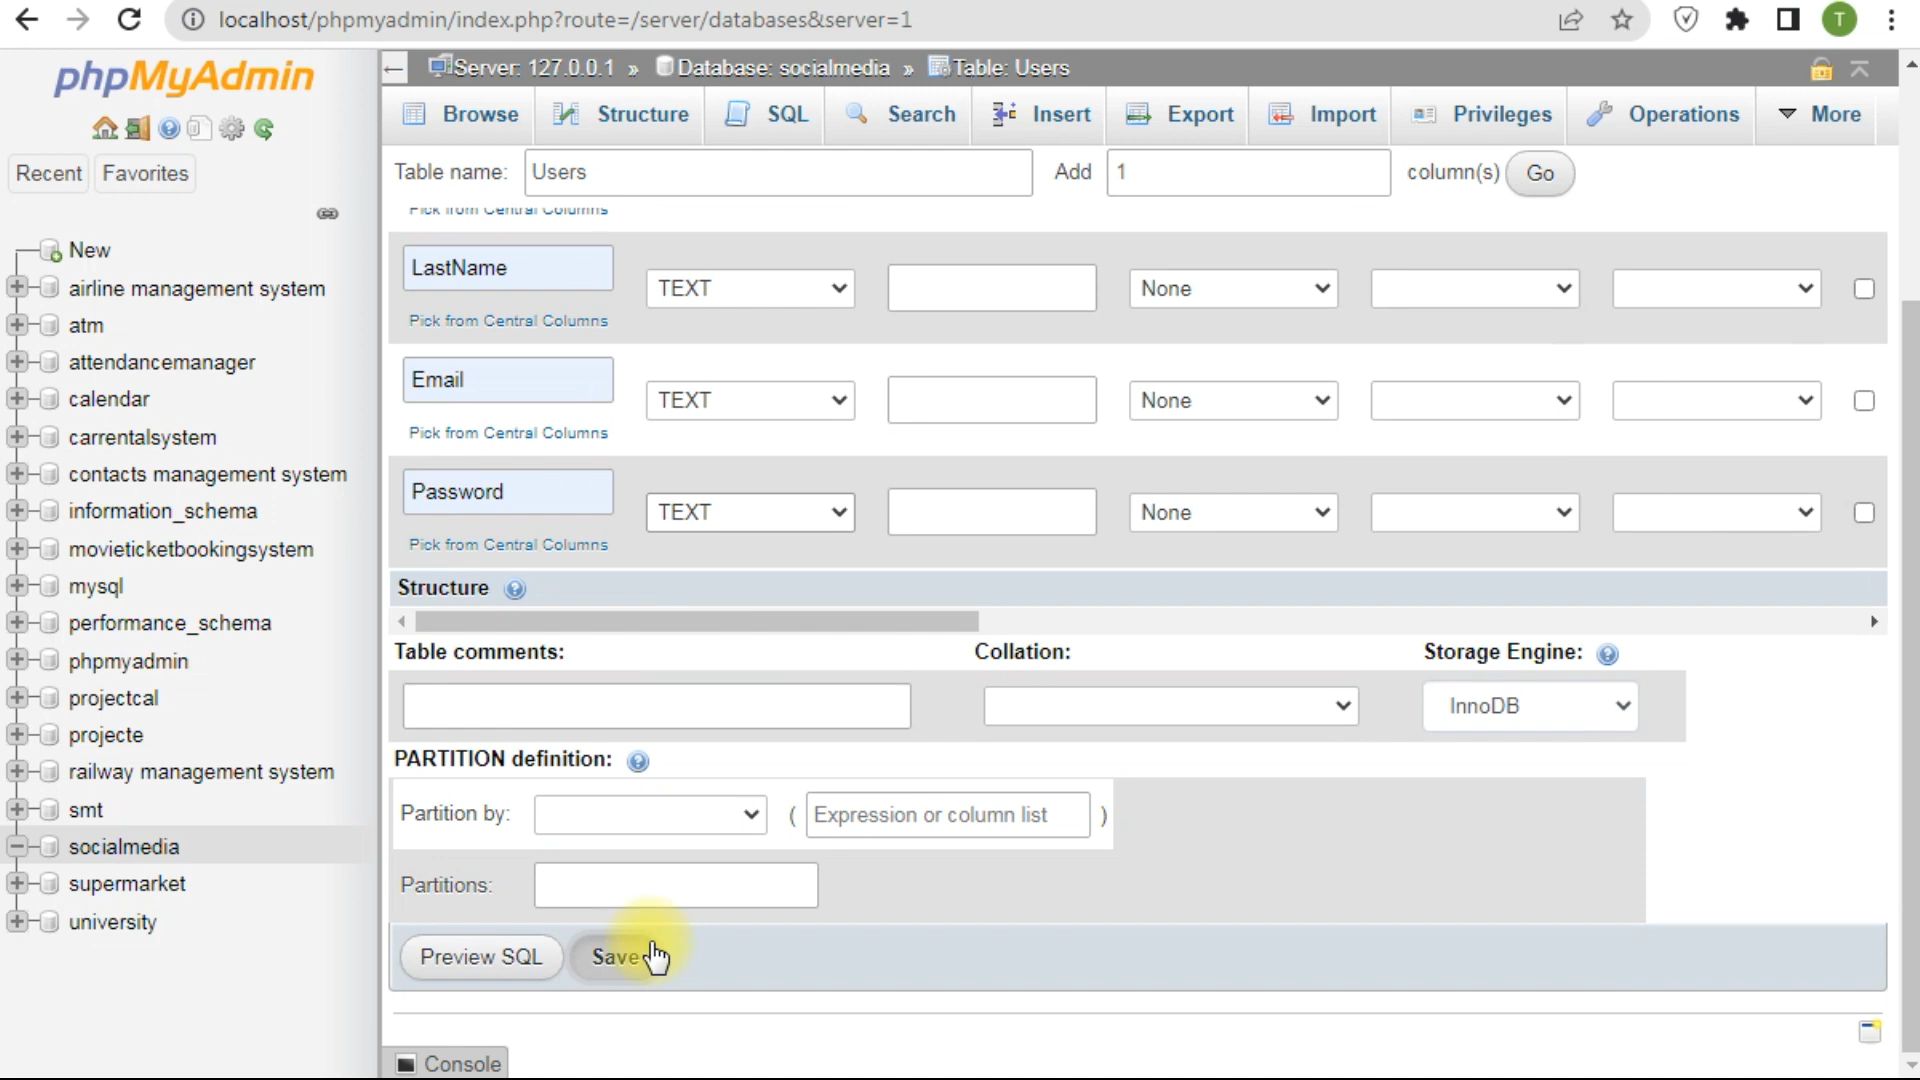 localhost/phpmyadmin/index.php?route=/server/databases&server=1
T
phpMyAdmin
Recent
Favorites
New
airline management system
atm
attendancemanager
calendar
carrentalsystem
contacts management system
information_schema
movieticketbookingsystem
mysql
performance_schema
phpmyadmin
projectcal
projecte
railway management system
smt
socialmedia
supermarket
university
Server: 127.0.0.1 » Database: socialmedia » Table: Users
Browse Structure SQL Search Insert Export Import Privileges Operations More
Table name: Users Add 1 column(s) Go
Pick from Central Columns
LastName TEXT None
Pick from Central Columns
Email TEXT None
Pick from Central Columns
Password TEXT None
Pick from Central Columns
Structure
Table comments: Collation: Storage Engine:
InnoDB
PARTITION definition:
Partition by: ( Expression or column list )
Partitions:
Preview SQL Save
Console